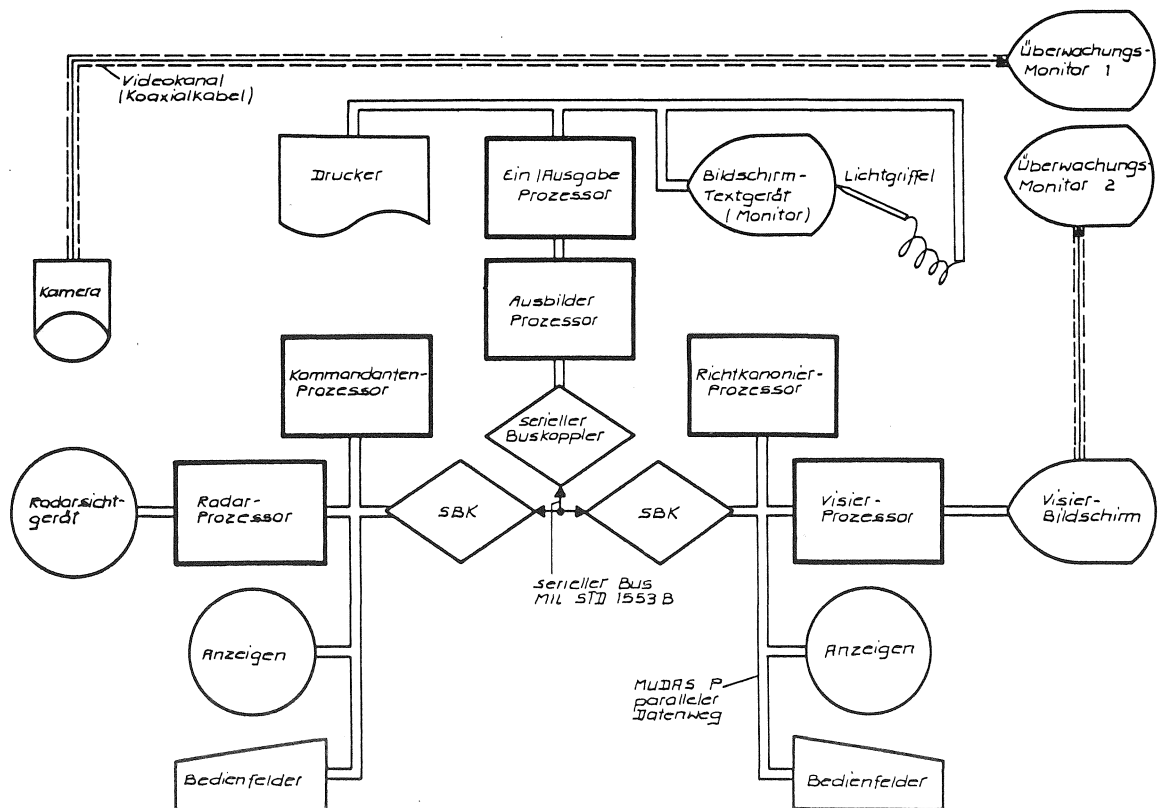 Überwachungs-
Monitor 1
Videokanal
(Koaxialkabel)
Drucker
Ein/Ausgabe
Prozessor
Bildschirm-
Textgerät
(Monitor)
Lichtgriffel
Überwachungs-
Monitor 2
Kamera
Ausbilder
Prozessor
Kommandanten-
Prozessor
Richtkanonier-
Prozessor
serieller
Buskoppler
Radarsicht-
gerät
Radar-
Prozessor
SBK
SBK
Visier-
Prozessor
Visier-
Bildschirm
serieller Bus
MIL STD 1553 B
Anzeigen
Anzeigen
MUDAS P
paralleler
Datenweg
Bedienfelder
Bedienfelder